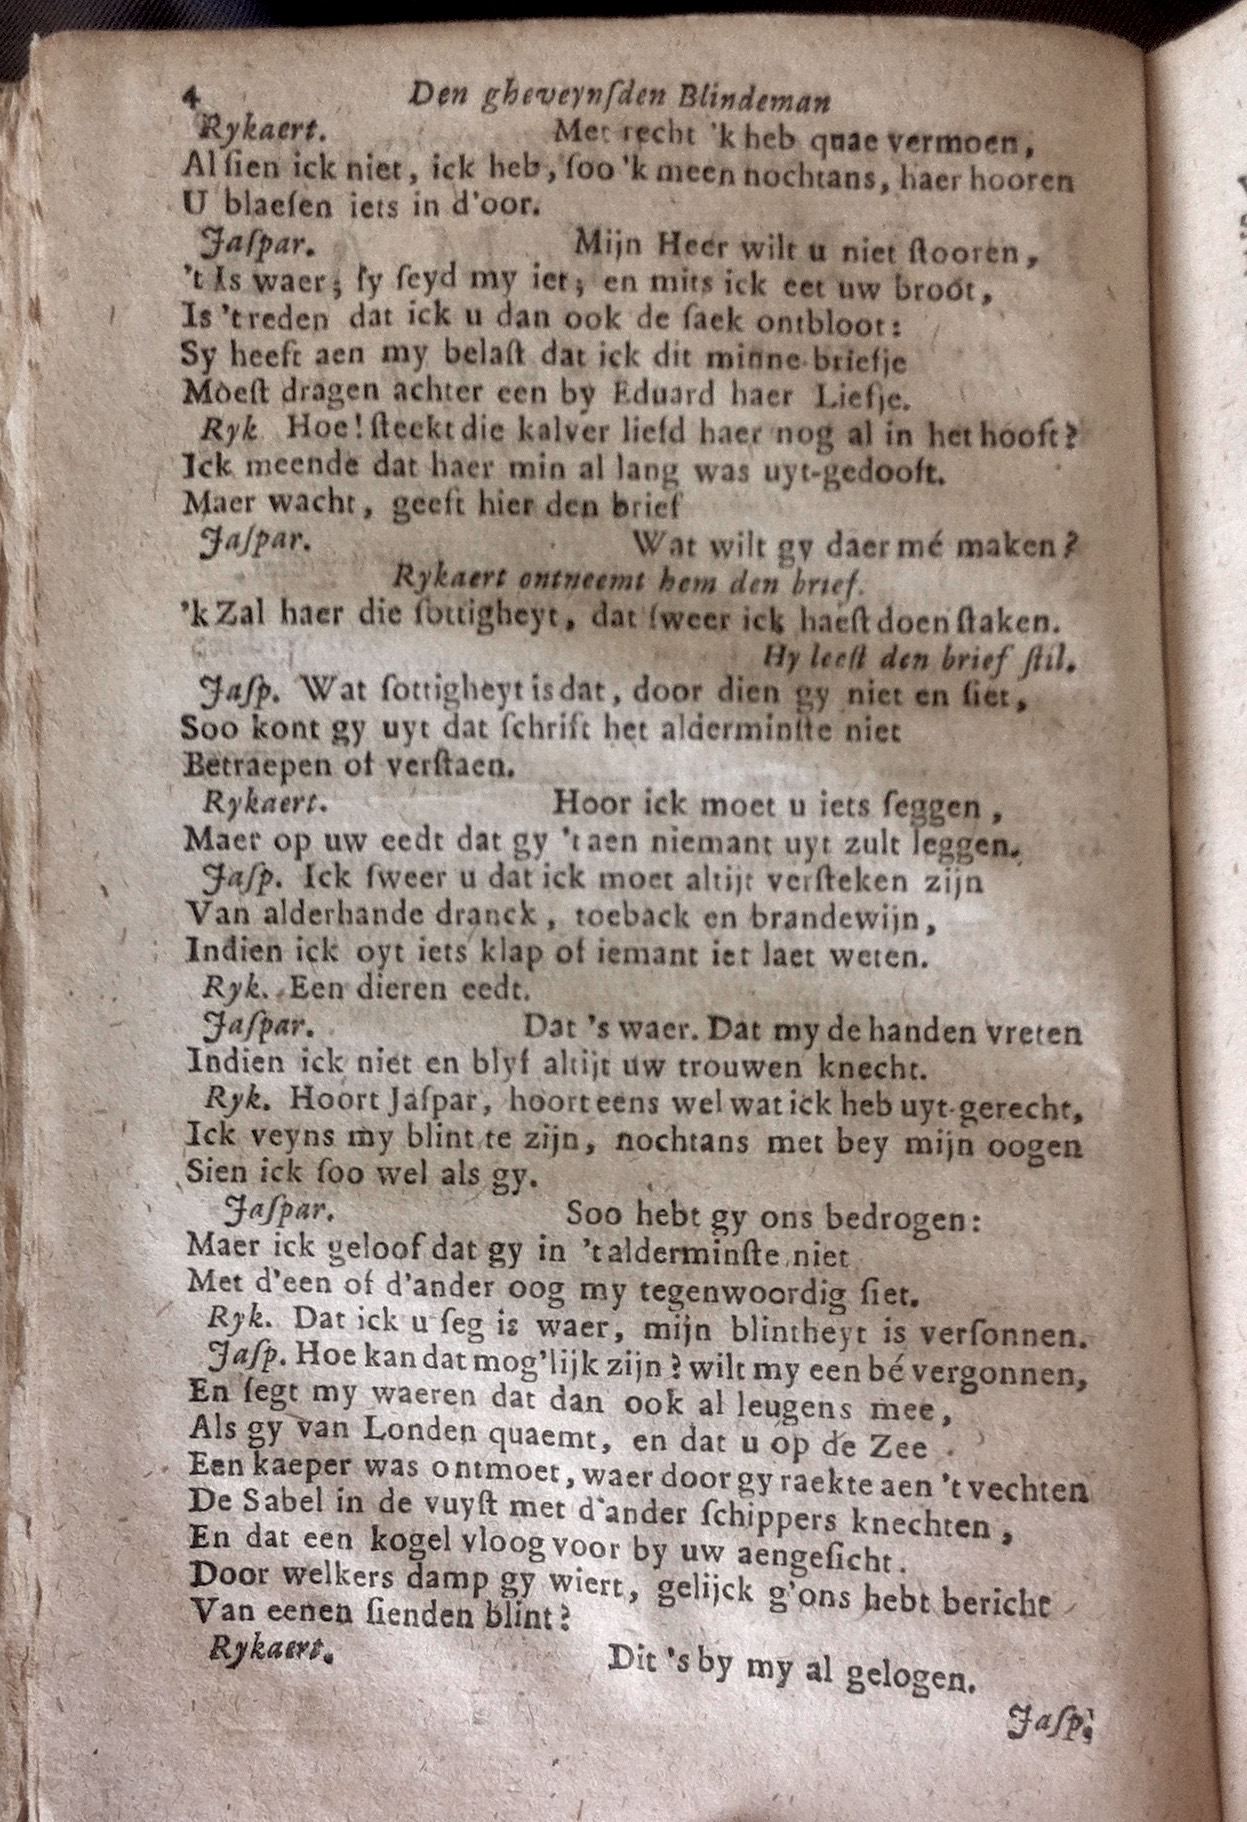 4 Den gheveynſden Blindeman
Rykaert. Met recht 'k heb quae vermoen,
Al ſien ick niet, ick heb, ſoo 'k meen nochtans, haer hooren
U blaeſen iets in d'oor.
Jaſpar. Mijn Heer wilt u niet ſtooren,
't Is waer; ſy ſeyd my iet; en mits ick eet uw broot,
Is 't reden dat ick u dan ook de ſaek ontbloot:
Sy heeft aen my belaſt dat ick dit minne-briefje
Moeſt dragen achter een by Eduard haer Liefje.
Ryk Hoe! ſteekt die kalver liefd haer nog al in het hooft?
Ick meende dat haer min al lang was uyt-gedooft.
Maer wacht, geeft hier den brief
Jaſpar. Wat wilt gy daer mé maken?
Rykaert ontneemt hem den brief.
'k Zal haer die ſottigheyt, dat ſweer ick haeſt doen ſtaken.
Hy leeſt den brief ſtil.
Jaſp. Wat ſottigheyt is dat, door dien gy niet en ſiet,
Soo kont gy uyt dat ſchrift het alderminſte niet
Betraepen of verſtaen.
Rykaert. Hoor ick moet u iets ſeggen,
Maer op uw eedt dat gy 't aen niemant uyt zult leggen.
Jaſp. Ick ſweer u dat ick moet altijt verſteken zijn
Van alderhande dranck, toeback en brandewijn,
Indien ick oyt iets klap of iemant iet laet weten.
Ryk. Een dieren eedt.
Jaſpar. Dat 's waer. Dat my de handen vreten
Indien ick niet en blyf altijt uw trouwen knecht.
Ryk. Hoort Jaſpar, hoort eens wel wat ick heb uyt-gerecht,
Ick veyns my blint te zijn, nochtans met bey mijn oogen
Sien ick ſoo wel als gy.
Jaſpar. Soo hebt gy ons bedrogen:
Maer ick geloof dat gy in 't alderminſte niet
Met d'een of d'ander oog my tegenwoordig ſiet.
Ryk. Dat ick u ſeg is waer, mijn blintheyt is verſonnen.
Jaſp. Hoe kan dat mog'lijk zijn? wilt my een bé vergonnen,
En ſegt my waeren dat dan ook al leugens mee,
Als gy van Londen quaemt, en dat u op de Zee
Een kaeper was ontmoet, waer door gy raekte aen 't vechten
De Sabel in de vuyſt met d'ander ſchippers knechten,
En dat een kogel vloog voor by uw aengeſicht.
Door welkers damp gy wiert, gelijck g'ons hebt bericht
Van eenen ſienden blint?
Rykaert. Dit 's by my al gelogen.
Jaſp.